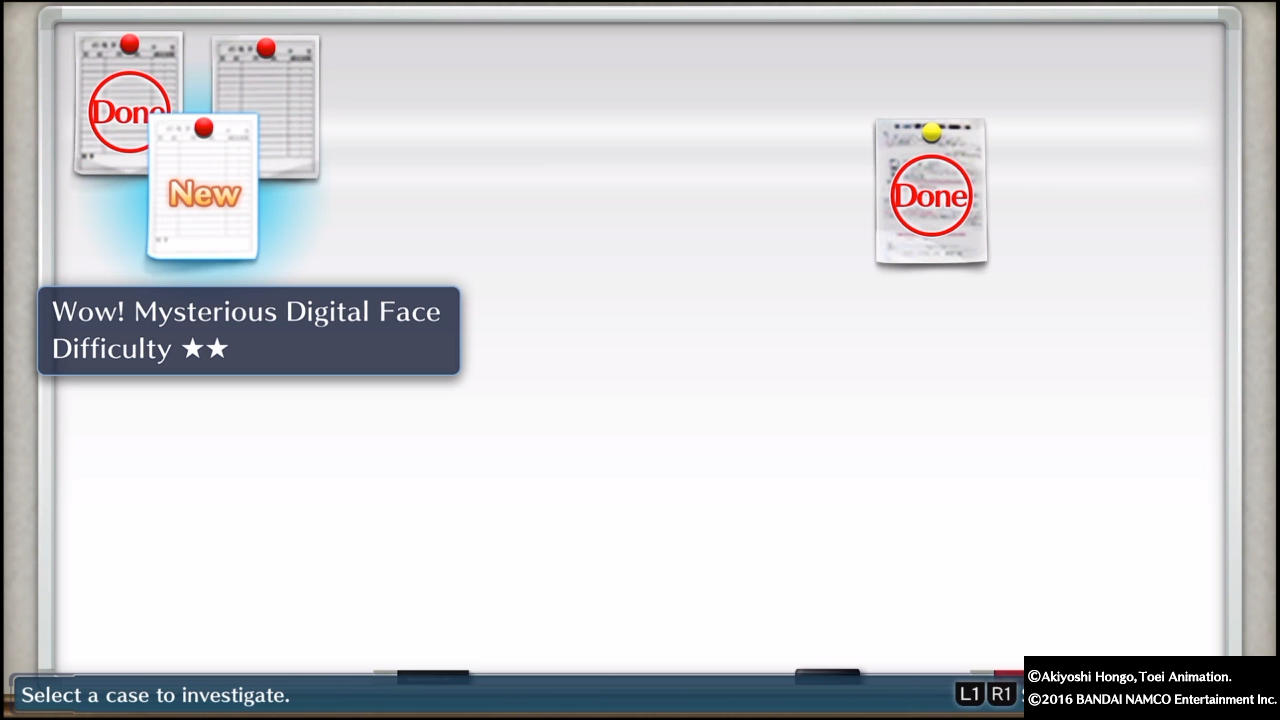 Done
New
Done
Wow! Mysterious Digital Face
Difficulty ★★
Select a case to investigate.
L1 R1
©Akiyoshi Hongo,Toei Animation.
©2016 BANDAI NAMCO Entertainment Inc.